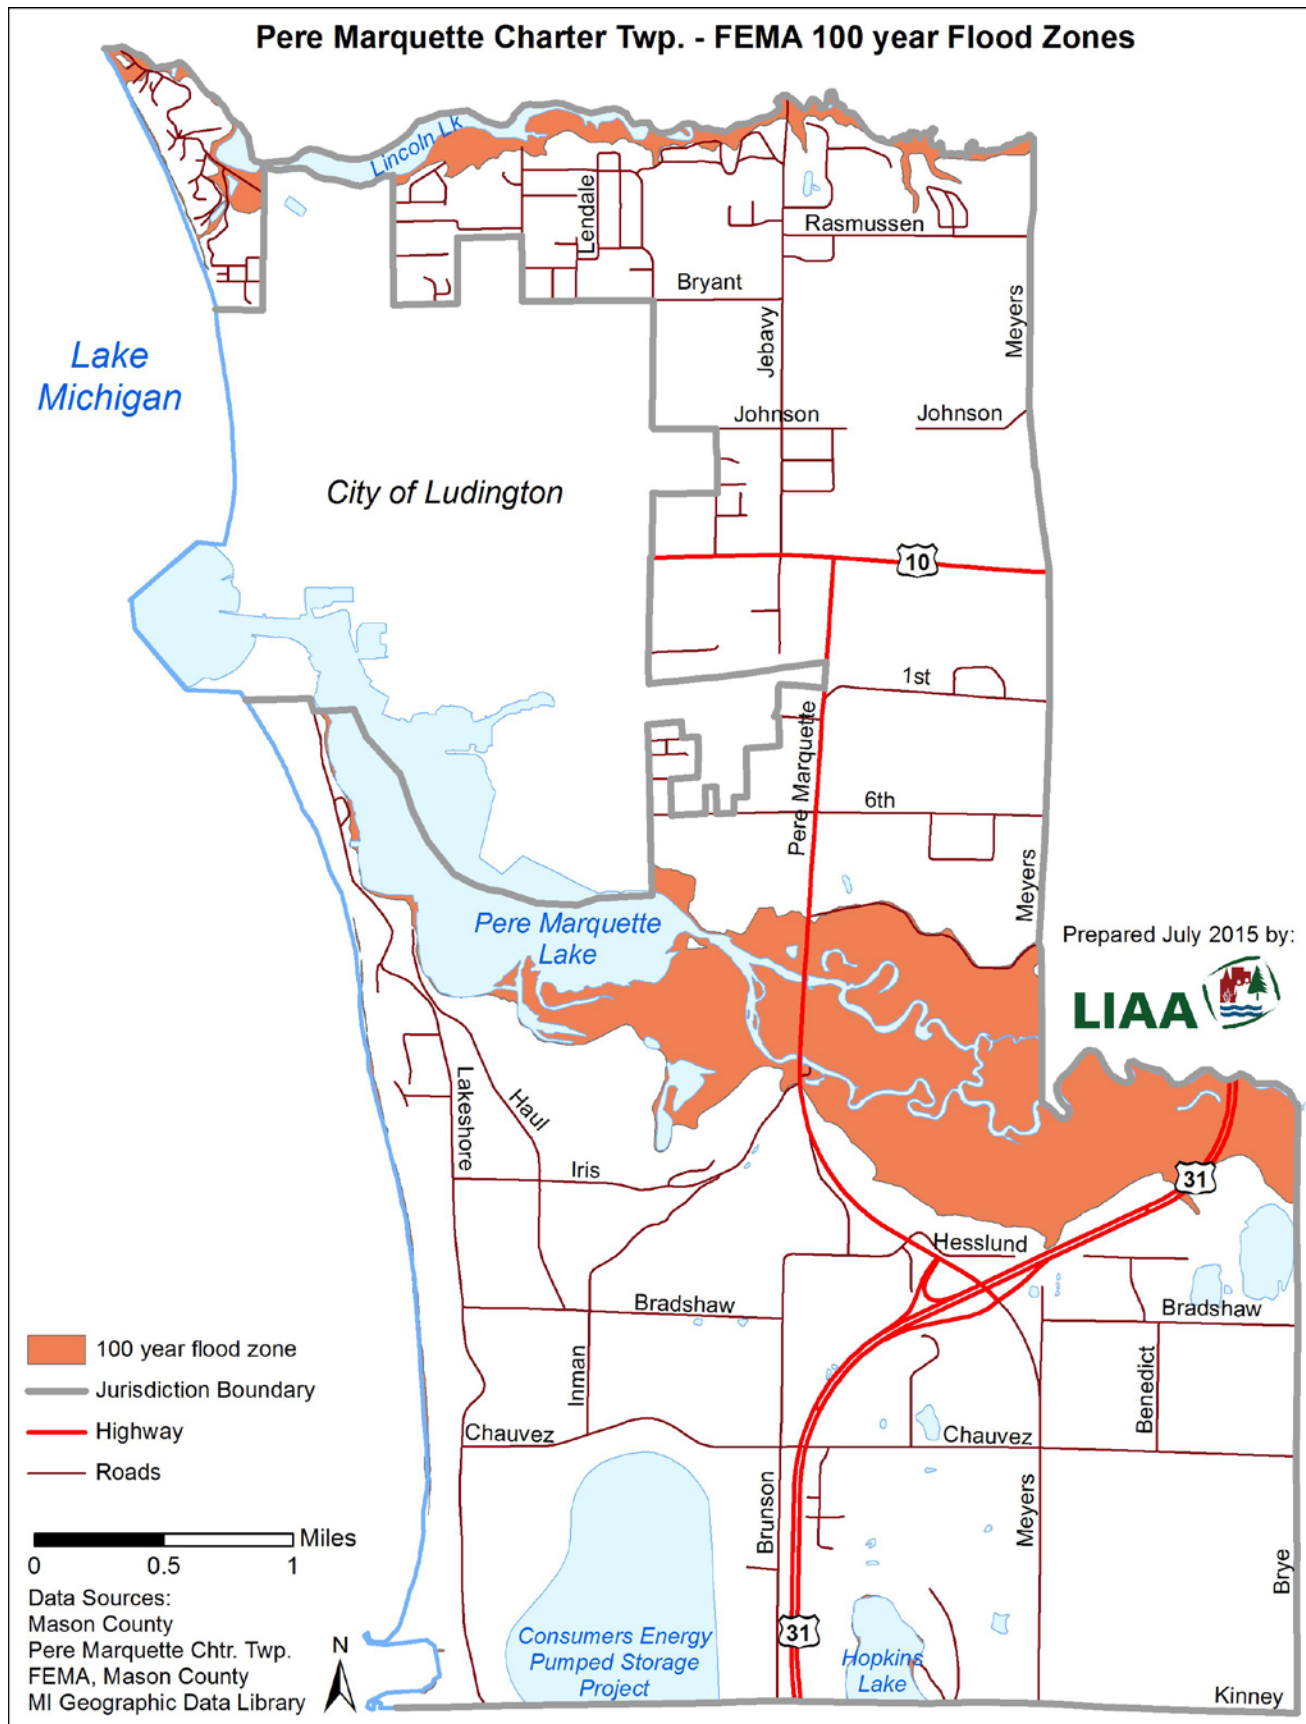 Pere Marquette Charter Twp. - FEMA 100 year Flood Zones
Lincoln Lk
Lendale
Rasmussen
Bryant
Meyers
Jebavy
Lake
Michigan
Johnson
Johnson
City of Ludington
10
1st
Pere Marquette
6th
Meyers
Pere Marquette
Lake
Prepared July 2015 by:
LIAA
Lakeshore
Haul
Iris
31
Hesslund
Bradshaw
Bradshaw
100 year flood zone
Jurisdiction Boundary
Highway
Roads
Inman
Benedict
Chauvez
Chauvez
Brunson
Meyers
Brye
Miles
0 0.5 1
Data Sources:
Mason County
Pere Marquette Chtr. Twp.
FEMA, Mason County
MI Geographic Data Library
N
Consumers Energy
Pumped Storage
Project
31
Hopkins
Lake
Kinney